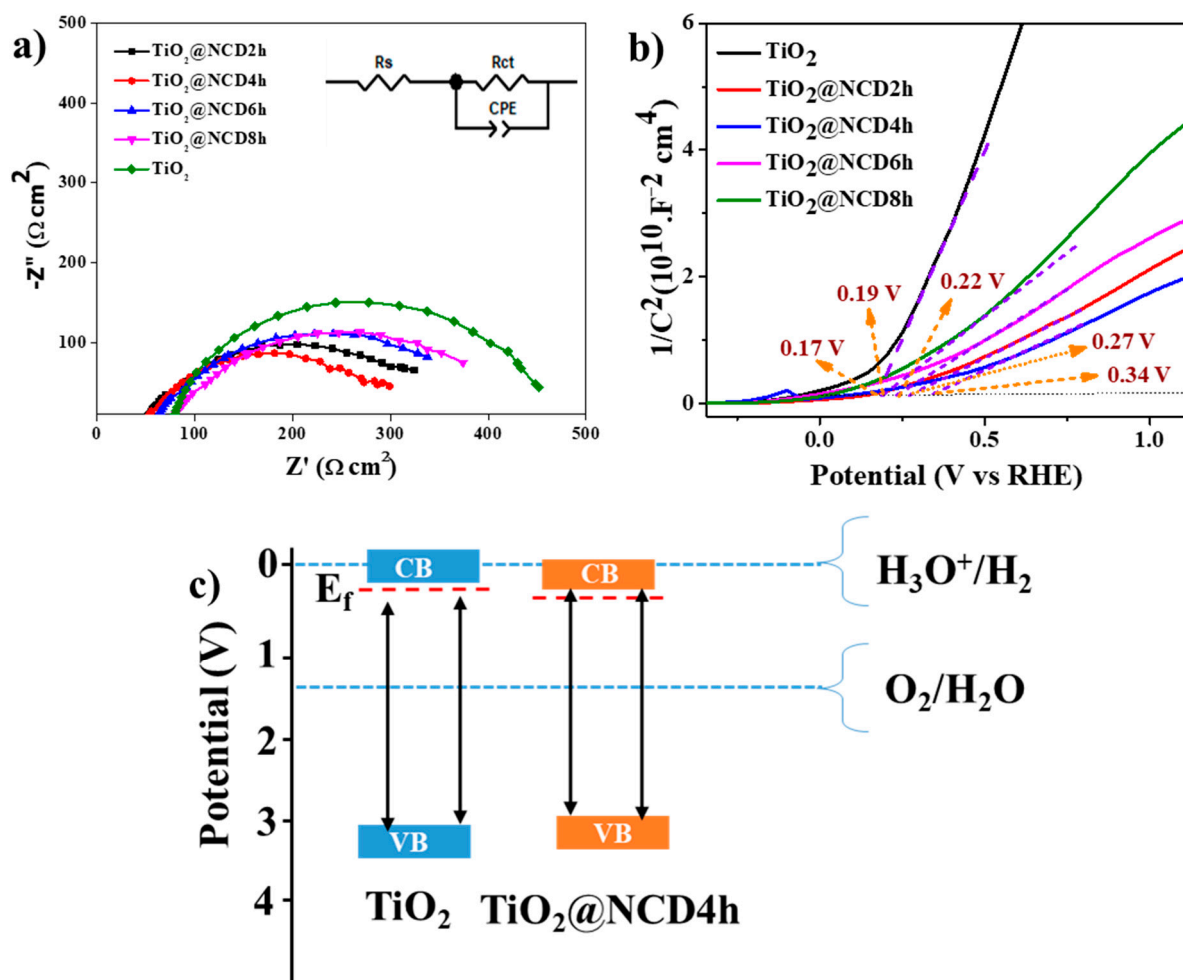 a)
500
400
300
200
100
0
100
200
300
400
500
-Z" (Ω cm²)
Z' (Ω cm²)
TiO₂@NCD2h
TiO₂@NCD4h
TiO₂@NCD6h
TiO₂@NCD8h
TiO₂
Rs
Rct
CPE
b)
6
4
2
0
0.0
0.5
1.0
1/C² (10¹⁰.F⁻² cm⁴)
Potential (V vs RHE)
TiO₂
TiO₂@NCD2h
TiO₂@NCD4h
TiO₂@NCD6h
TiO₂@NCD8h
0.19 V
0.22 V
0.17 V
0.27 V
0.34 V
c)
Potential (V)
0
1
2
3
4
CB
CB
E_f
H₃O⁺/H₂
O₂/H₂O
VB
VB
TiO₂
TiO₂@NCD4h